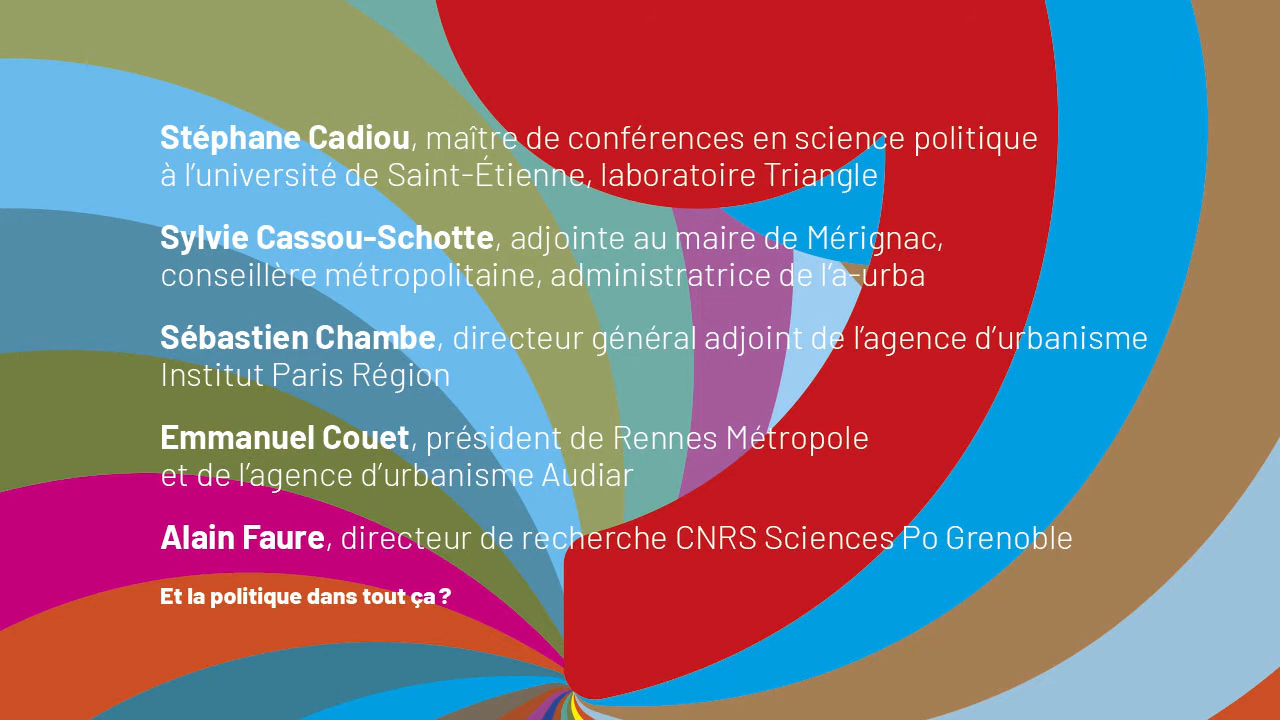 Stéphane Cadiou, maître de conférences en science politique
à l’université de Saint-Étienne, laboratoire Triangle
Sylvie Cassou-Schotte, adjointe au maire de Mérignac,
conseillère métropolitaine, administratrice de l’a-urba
Sébastien Chambe, directeur général adjoint de l’agence d’urbanisme
Institut Paris Région
Emmanuel Couet, président de Rennes Métropole
et de l’agence d’urbanisme Audiar
Alain Faure, directeur de recherche CNRS Sciences Po Grenoble
Et la politique dans tout ça ?